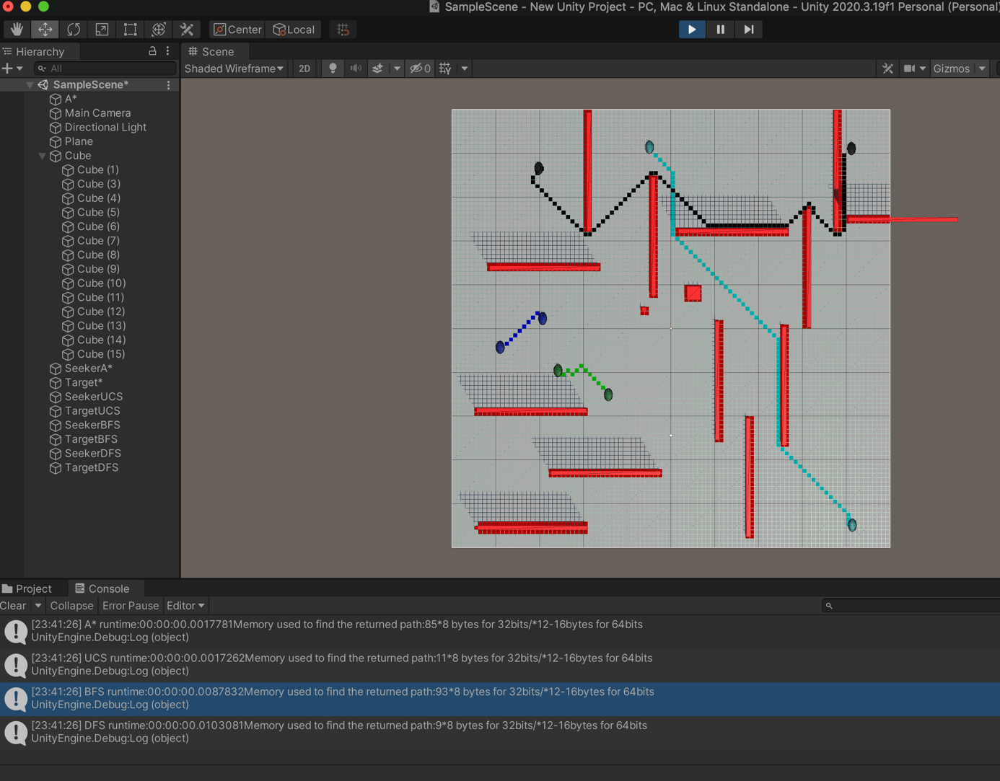 SampleScene - New Unity Project - PC, Mac & Linux Standalone - Unity 2020.3.19f1 Personal (Personal)
Center Local
Hierarchy
Scene
All
Shaded Wireframe 2D 0 Gizmos
SampleScene*
A*
Main Camera
Directional Light
Plane
Cube
Cube (1)
Cube (3)
Cube (4)
Cube (5)
Cube (6)
Cube (7)
Cube (8)
Cube (9)
Cube (10)
Cube (11)
Cube (12)
Cube (13)
Cube (14)
Cube (15)
SeekerA*
Target*
SeekerUCS
TargetUCS
SeekerBFS
TargetBFS
SeekerDFS
TargetDFS
Project Console
Clear Collapse Error Pause Editor
[23:41:26] A* runtime:00:00:00.0017781Memory used to find the returned path:85*8 bytes for 32bits/*12-16bytes for 64bits
UnityEngine.Debug:Log (object)
[23:41:26] UCS runtime:00:00:00.0017262Memory used to find the returned path:11*8 bytes for 32bits/*12-16bytes for 64bits
UnityEngine.Debug:Log (object)
[23:41:26] BFS runtime:00:00:00.0087832Memory used to find the returned path:93*8 bytes for 32bits/*12-16bytes for 64bits
UnityEngine.Debug:Log (object)
[23:41:26] DFS runtime:00:00:00.0103081Memory used to find the returned path:9*8 bytes for 32bits/*12-16bytes for 64bits
UnityEngine.Debug:Log (object)